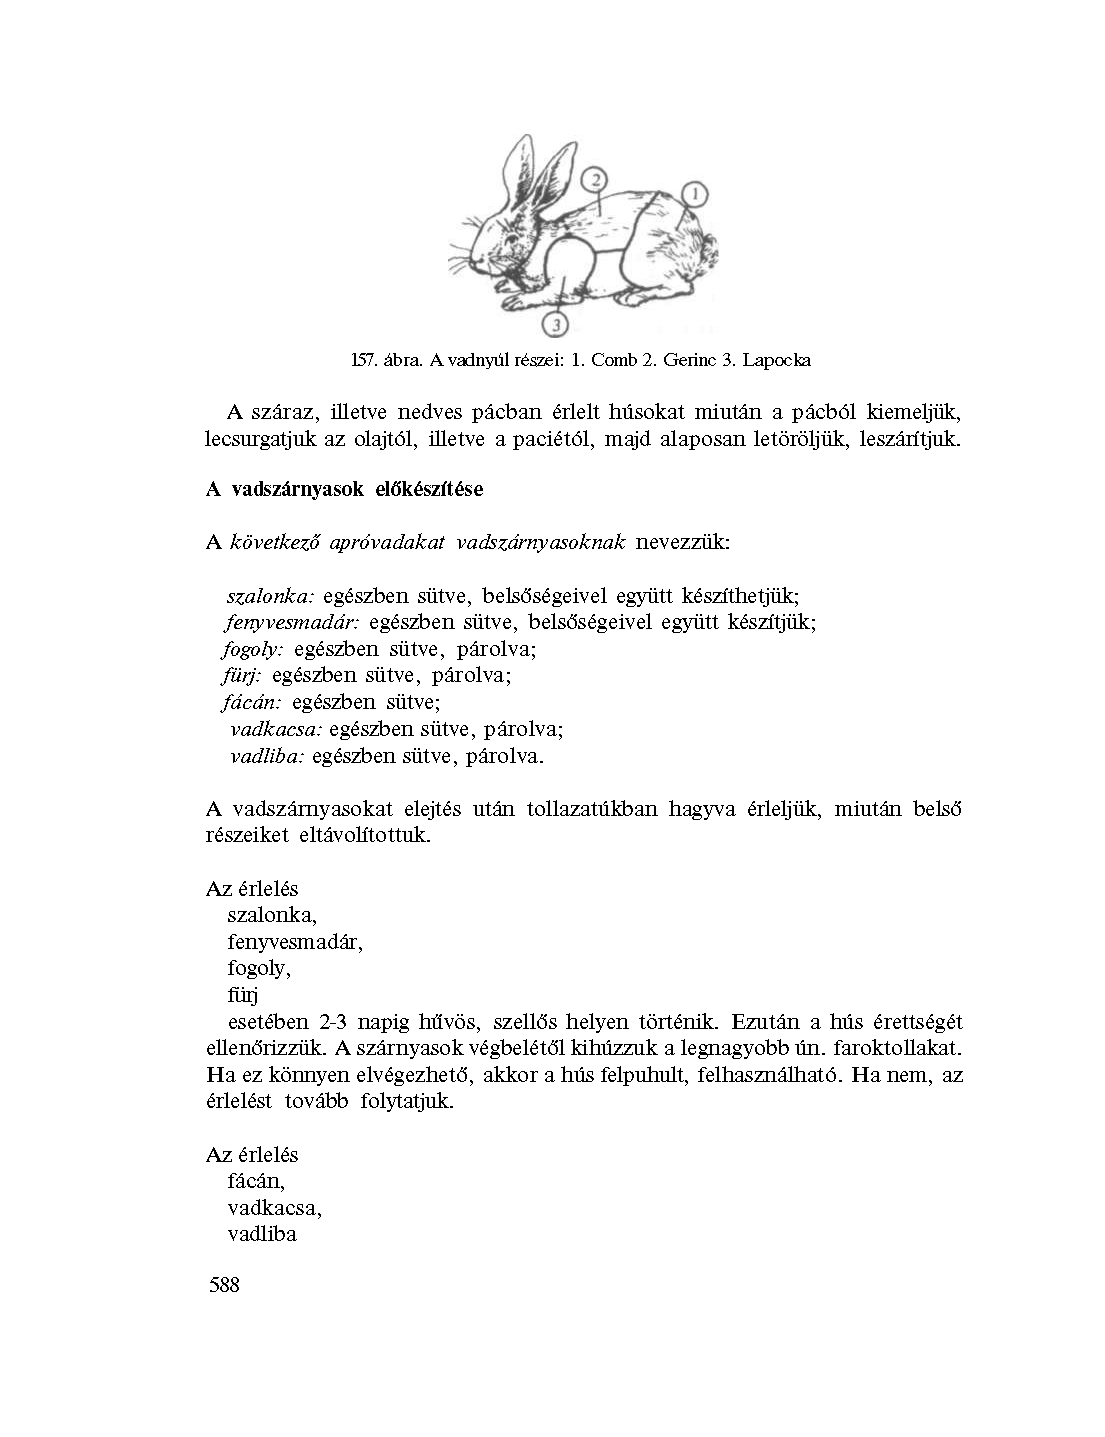 2
1
3
157. ábra. A vadnyúl részei: 1. Comb 2. Gerinc 3. Lapocka
A száraz, illetve nedves pácban érlelt húsokat miután a pácból kiemeljük,
lecsurgatjuk az olajtól, illetve a paciétól, majd alaposan letöröljük, leszárítjuk.
A vadszárnyasok előkészítése
A következő apróvadakat vadszárnyasoknak nevezzük:
szalonka: egészben sütve, belsőségeivel együtt készíthetjük;
fenyvesmadár: egészben sütve, belsőségeivel együtt készítjük;
fogoly: egészben sütve, párolva;
fürj: egészben sütve, párolva;
fácán: egészben sütve;
vadkacsa: egészben sütve, párolva;
vadliba: egészben sütve, párolva.
A vadszárnyasokat elejtés után tollazatúkban hagyva érleljük, miután belső
részeiket eltávolítottuk.
Az érlelés
szalonka,
fenyvesmadár,
fogoly,
fürj
esetében 2-3 napig hűvös, szellős helyen történik. Ezután a hús érettségét
ellenőrizzük. A szárnyasok végbelétől kihúzzuk a legnagyobb ún. faroktollakat.
Ha ez könnyen elvégezhető, akkor a hús felpuhult, felhasználható. Ha nem, az
érlelést tovább folytatjuk.
Az érlelés
fácán,
vadkacsa,
vadliba
588